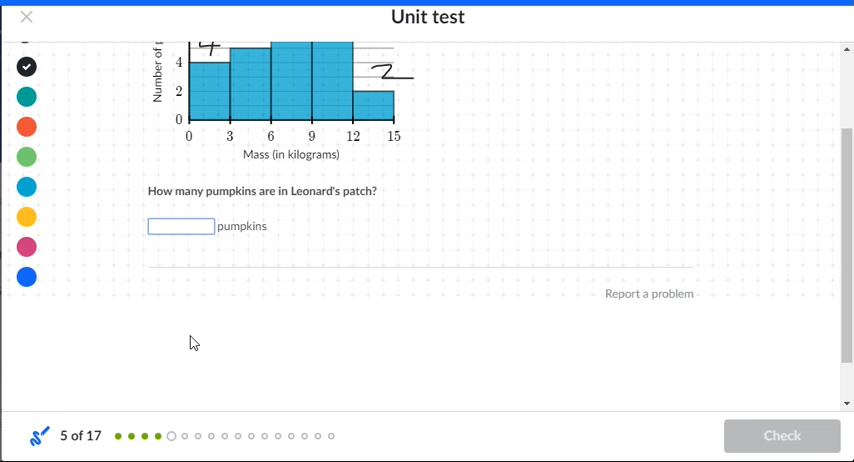 Unit test
4
Number of p
4
2
2
0
0 3 6 9 12 15
Mass (in kilograms)
How many pumpkins are in Leonard's patch?
pumpkins
Report a problem
5 of 17
Check